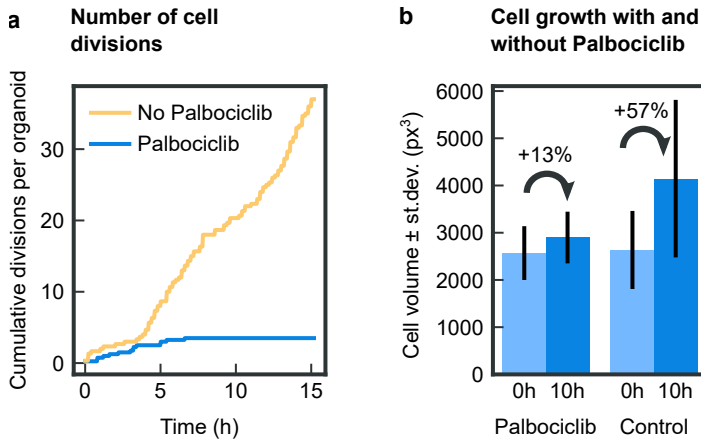 a
Number of cell
divisions
Cumulative divisions per organoid
30
20
10
0
No Palbociclib
Palbociclib
0
5
10
15
Time (h)
b
Cell growth with and
without Palbociclib
Cell volume ± st.dev. (px³)
6000
5000
4000
3000
2000
1000
0
+13%
+57%
0h 10h 0h 10h
Palbociclib Control